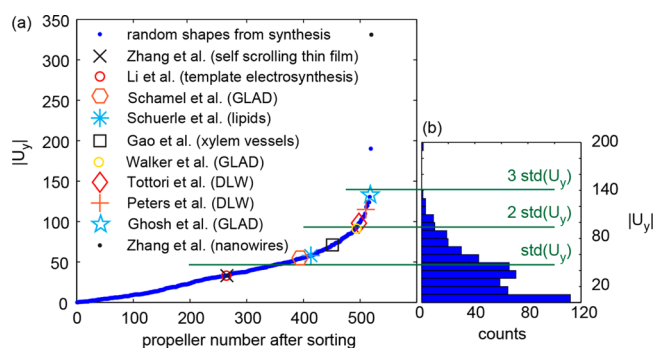 (a)
350
300
250
200
150
100
50
0
|U_y|
random shapes from synthesis
Zhang et al. (self scrolling thin film)
Li et al. (template electrosynthesis)
Schamel et al. (GLAD)
Schuerle et al. (lipids)
Gao et al. (xylem vessels)
Walker et al. (GLAD)
Tottori et al. (DLW)
Peters et al. (DLW)
Ghosh et al. (GLAD)
Zhang et al. (nanowires)
0 100 200 300 400 500
propeller number after sorting
(b)
3 std(U_y)
2 std(U_y)
std(U_y)
200
140
80
20
|U_y|
0 40 80 120
counts